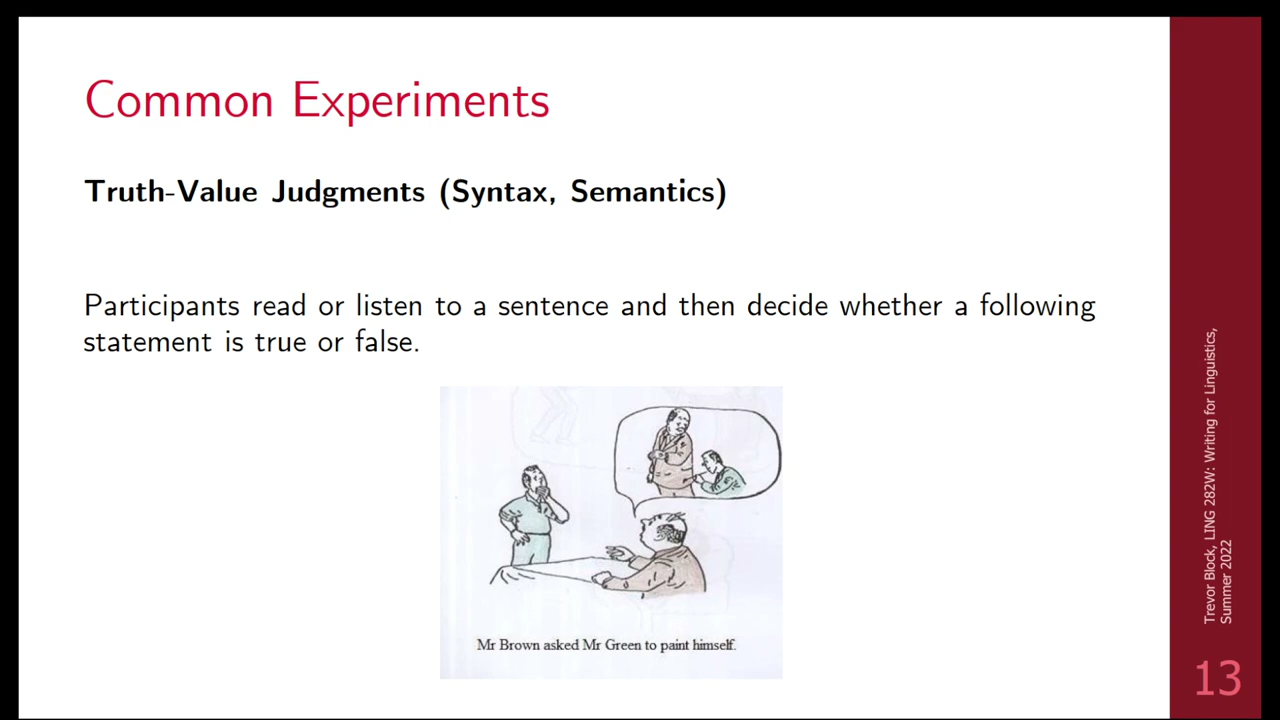 Common Experiments
Truth-Value Judgments (Syntax, Semantics)
Participants read or listen to a sentence and then decide whether a following
statement is true or false.
Mr Brown asked Mr Green to paint himself.
Trevor Block, LING 282W: Writing for Linguistics,
Summer 2022
13